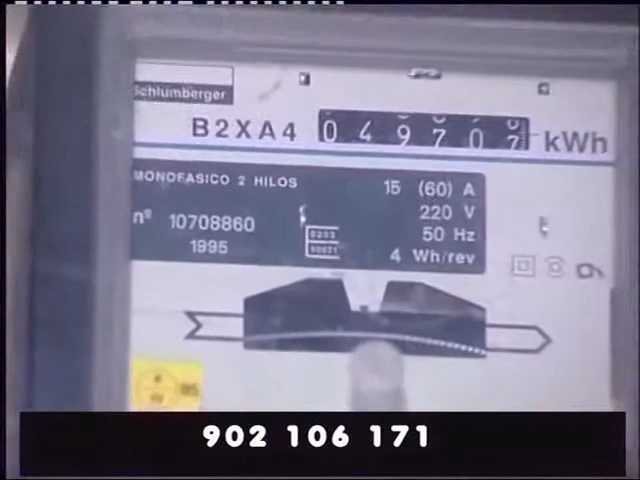 Schlumberger
B2XA4 049707 kWh
MONOFASICO 2 HILOS 15 (60) A
220 V
nº 10708860 50 Hz
1995 4 Wh/rev
902 106 171